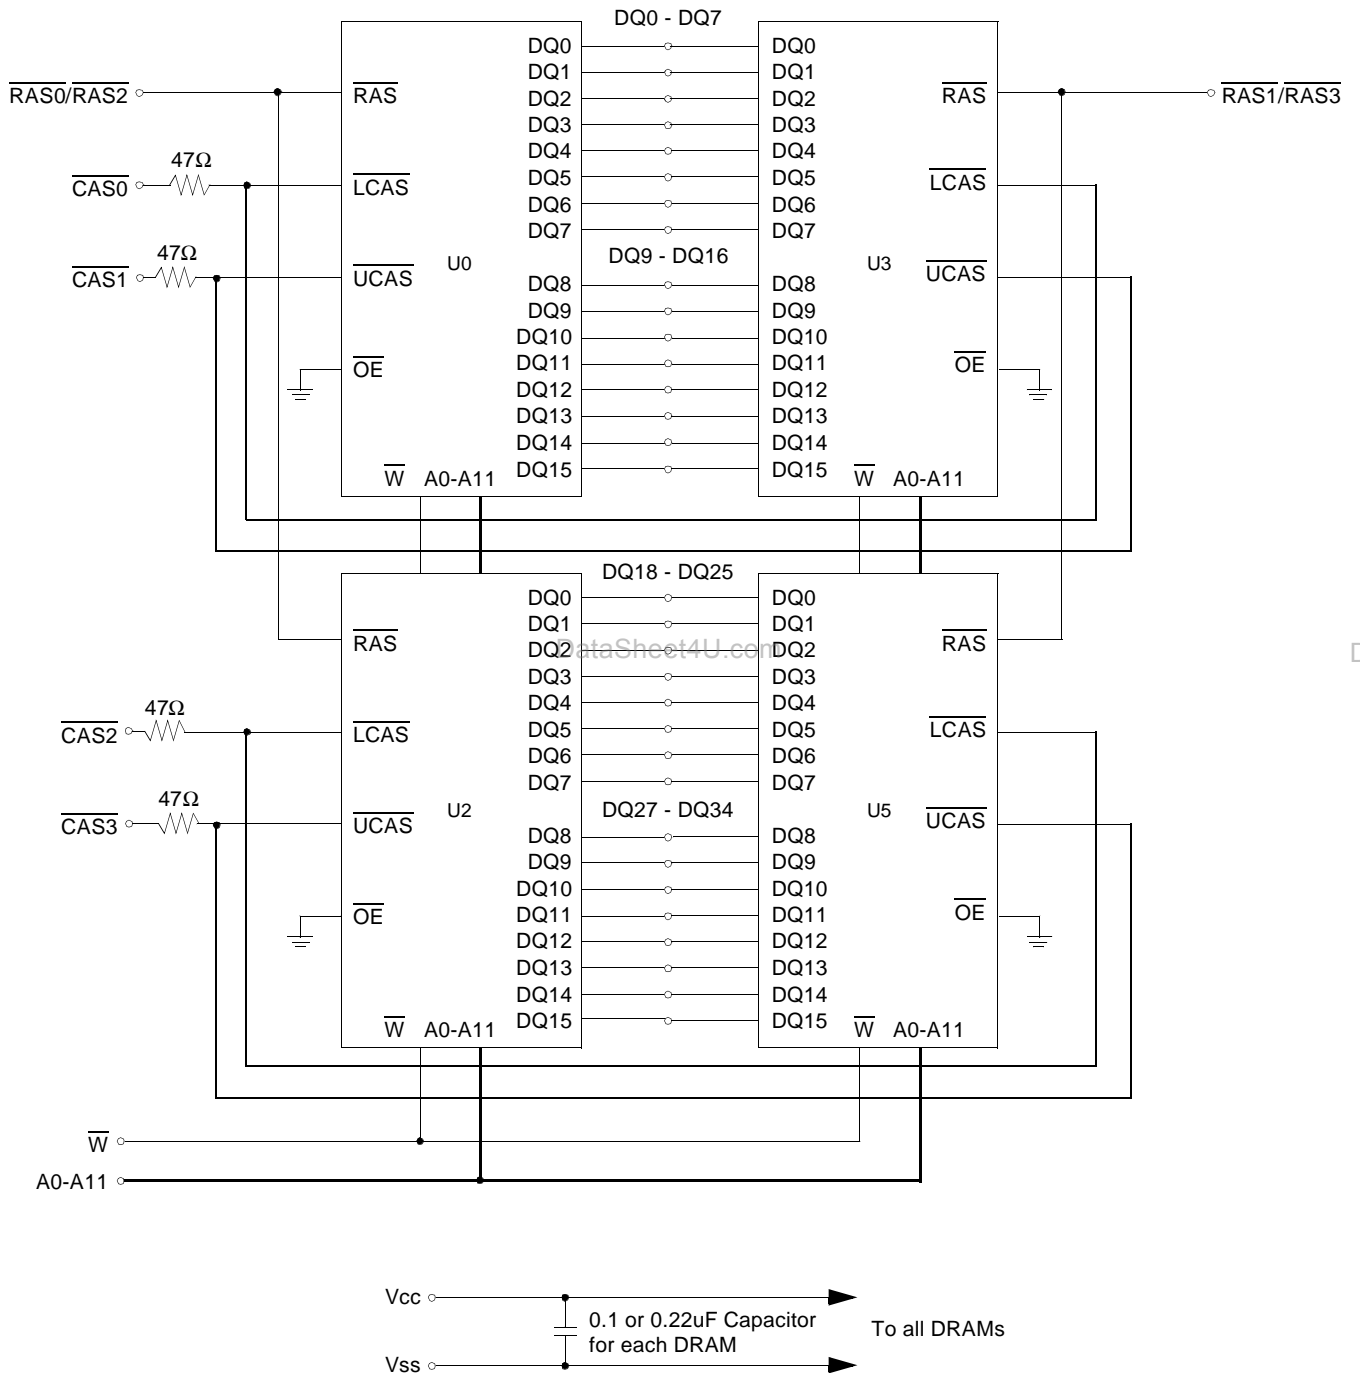 DQ0 - DQ7
DQ0 DQ0
DQ1 DQ1
RAS0/RAS2 RAS DQ2 DQ2 RAS RAS1/RAS3
DQ3 DQ3
47Ω DQ4 DQ4
CAS0 LCAS DQ5 DQ5 LCAS
DQ6 DQ6
DQ7 DQ7
47Ω DQ9 - DQ16
CAS1 UCAS U0 U3 UCAS
DQ8 DQ8
DQ9 DQ9
DQ10 DQ10
OE DQ11 DQ11 OE
DQ12 DQ12
DQ13 DQ13
DQ14 DQ14
DQ15 DQ15
W A0-A11 W A0-A11
DQ18 - DQ25
DQ0 DQ0
DQ1 DQ1
RAS DQ2 DataSheet4U.com DQ2 RAS D
DQ3 DQ3
47Ω DQ4 DQ4
CAS2 LCAS DQ5 DQ5 LCAS
DQ6 DQ6
DQ7 DQ7
47Ω DQ27 - DQ34
CAS3 UCAS U2 U5 UCAS
DQ8 DQ8
DQ9 DQ9
DQ10 DQ10
OE DQ11 DQ11 OE
DQ12 DQ12
DQ13 DQ13
DQ14 DQ14
DQ15 DQ15
W A0-A11 W A0-A11
W
A0-A11
Vcc
0.1 or 0.22uF Capacitor
for each DRAM
To all DRAMs
Vss